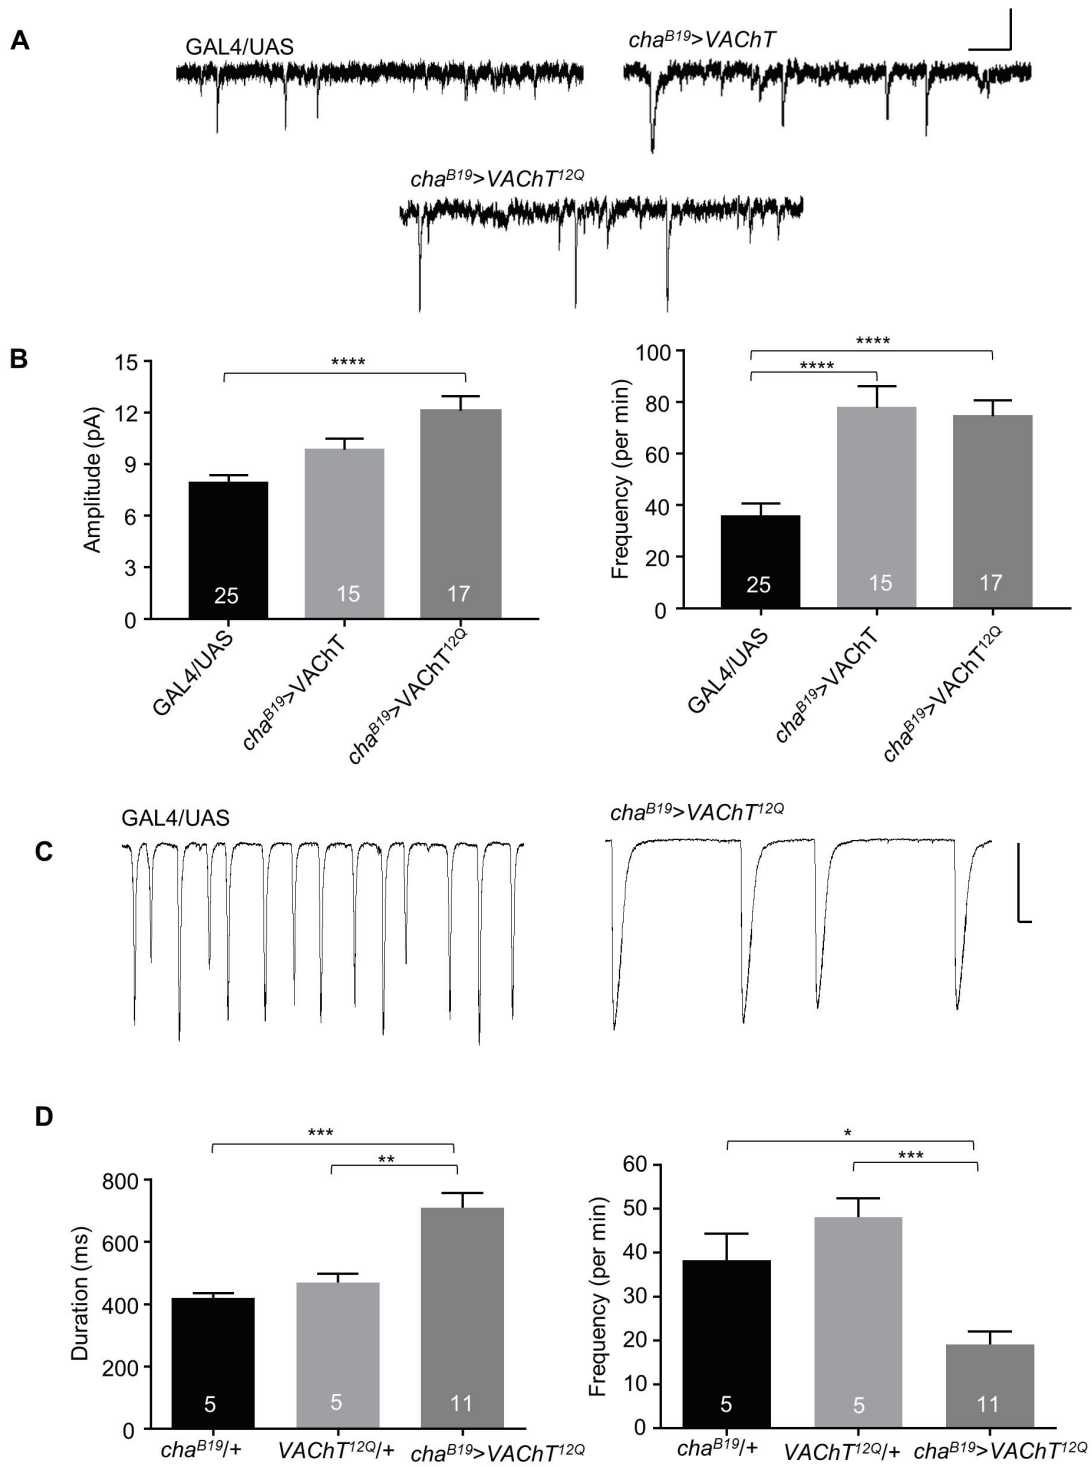 A
GAL4/UAS
chaB19>VAChT
chaB19>VAChT12Q
B
Amplitude (pA)
15
12
9
6
3
0
****
25
15
17
GAL4/UAS
chaB19>VAChT
chaB19>VAChT12Q
Frequency (per min)
100
80
60
40
20
0
****
****
25
15
17
GAL4/UAS
chaB19>VAChT
chaB19>VAChT12Q
C
GAL4/UAS
chaB19>VAChT12Q
D
Duration (ms)
800
600
400
200
0
***
**
5
5
11
chaB19/+
VAChT12Q/+
chaB19>VAChT12Q
Frequency (per min)
60
50
40
30
20
10
0
*
***
5
5
11
chaB19/+
VAChT12Q/+
chaB19>VAChT12Q